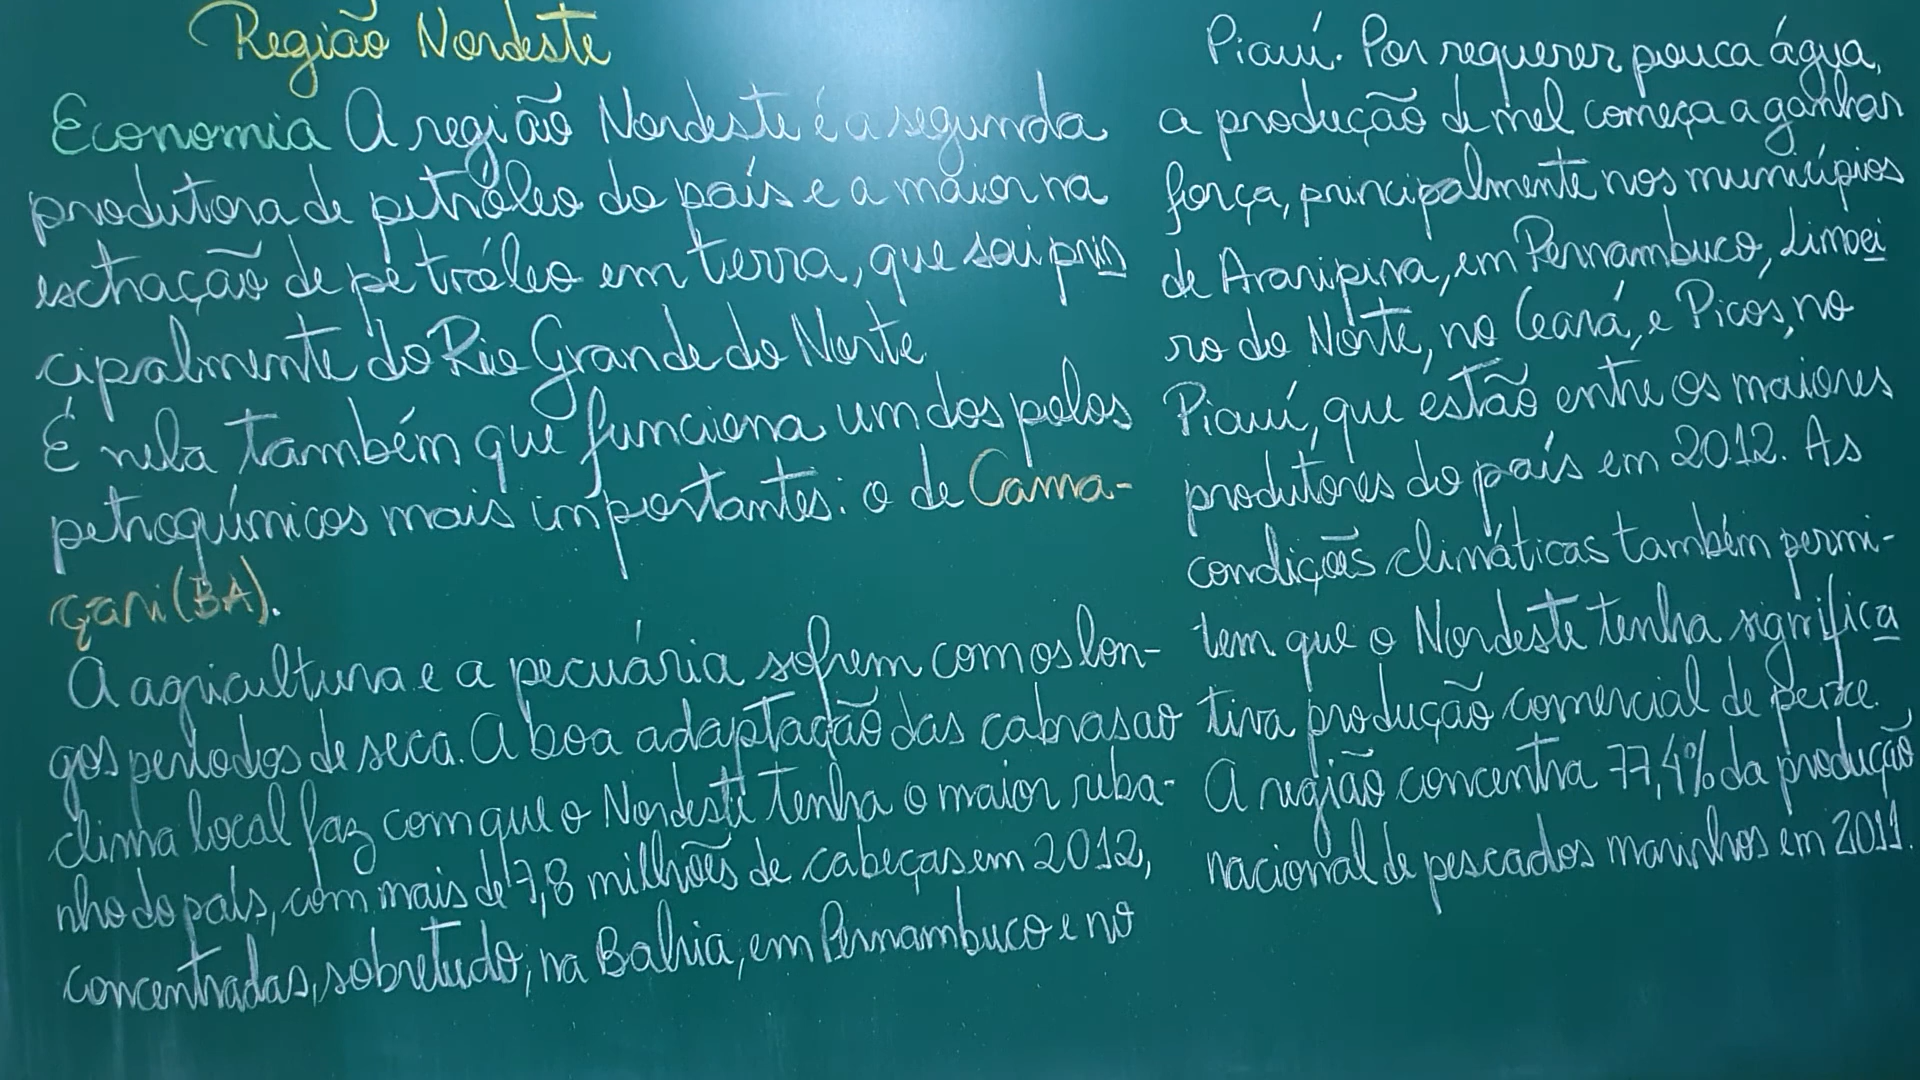 Região Nordeste
Economia A região Nordeste é a segunda
produtora de petróleo do país e a maior na
extração de petróleo em terra, que sai prin
cipalmente do Rio Grande do Norte
É nela também que funciona um dos polos
petroquímicos mais importantes: o de Cama-
çari (BA).
A agricultura e a pecuária sofrem com os lon-
gos períodos de seca. A boa adaptação das cabras ao
clima local faz com que o Nordeste tenha o maior reba-
nho do país, com mais de 7,8 milhões de cabeças em 2012,
concentradas, sobretudo, na Bahia, em Pernambuco e no
Piauí. Por requerer pouca água,
a produção de mel começa a ganhar
força, principalmente nos municípios
de Araripina, em Pernambuco, Limoei
ro do Norte, no Ceará, e Picos, no
Piauí, que estão entre os maiores
produtores do país em 2012. As
condições climáticas também permi-
tem que o Nordeste tenha significa
tiva produção comercial de peixe.
A região concentra 77,4% da produção
nacional de pescados marinhos em 2011.